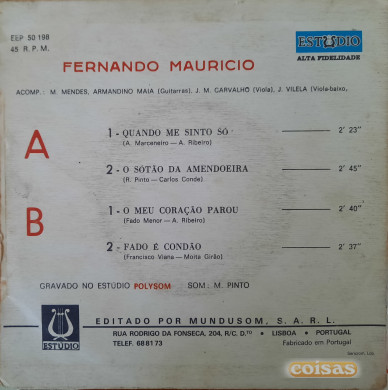 EEP 50 198
45 R. P. M.
ESTÚDIO
ALTA FIDELIDADE
FERNANDO MAURICIO
ACOMP.: M. MENDES, ARMANDINO MAIA (Guitarras), J. M. CARVALHO (Viola), J. VILELA (Viola-baixo,
A
1 - QUANDO ME SINTO SÓ 2' 23"
(A. Marceneiro — A. Ribeiro)
2 - O SÓTÃO DA AMENDOEIRA 2' 45"
(R. Pinto — Carlos Conde)
B
1 - O MEU CORAÇÃO PAROU 2' 40"
(Fado Menor — A. Ribeiro)
2 - FADO É CONDÃO 2' 37"
(Francisco Viana — Moita Girão)
GRAVADO NO ESTÚDIO POLYSOM SOM: M. PINTO
ESTÚDIO
EDITADO POR MUNDUSOM, S. A. R. L.
RUA RODRIGO DA FONSECA, 204, R/C. D.to • LISBOA • PORTUGAL
TELEF. 68 81 73 Fabricado em Portugal
coisas